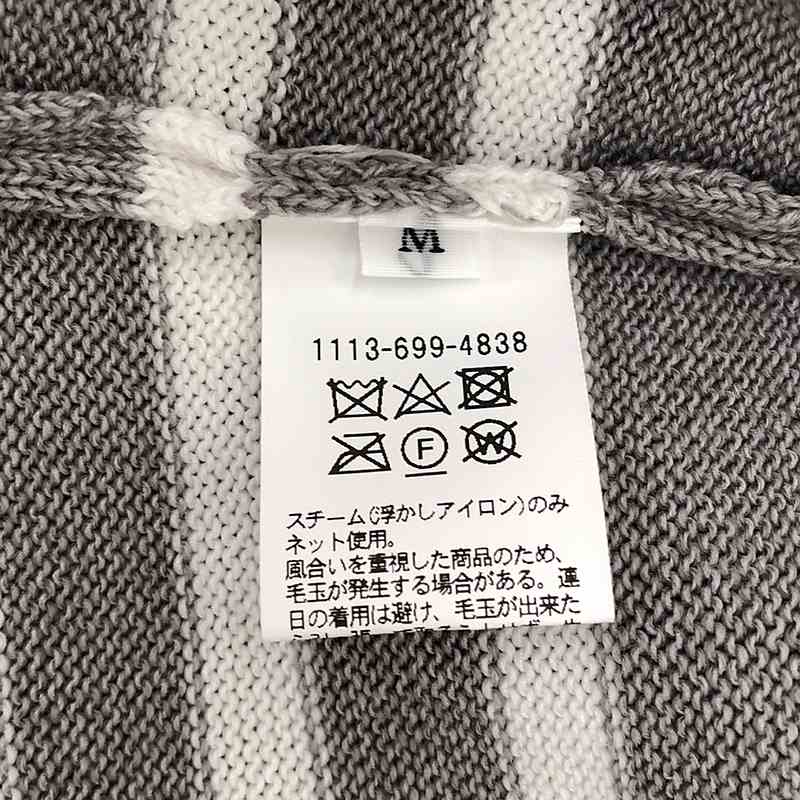 M
1113-699-4838
F
W
スチーム(浮かしアイロン)のみ
ネット使用。
風合いを重視した商品のため、
毛玉が発生する場合がある。連
日の着用は避け、毛玉が出来た